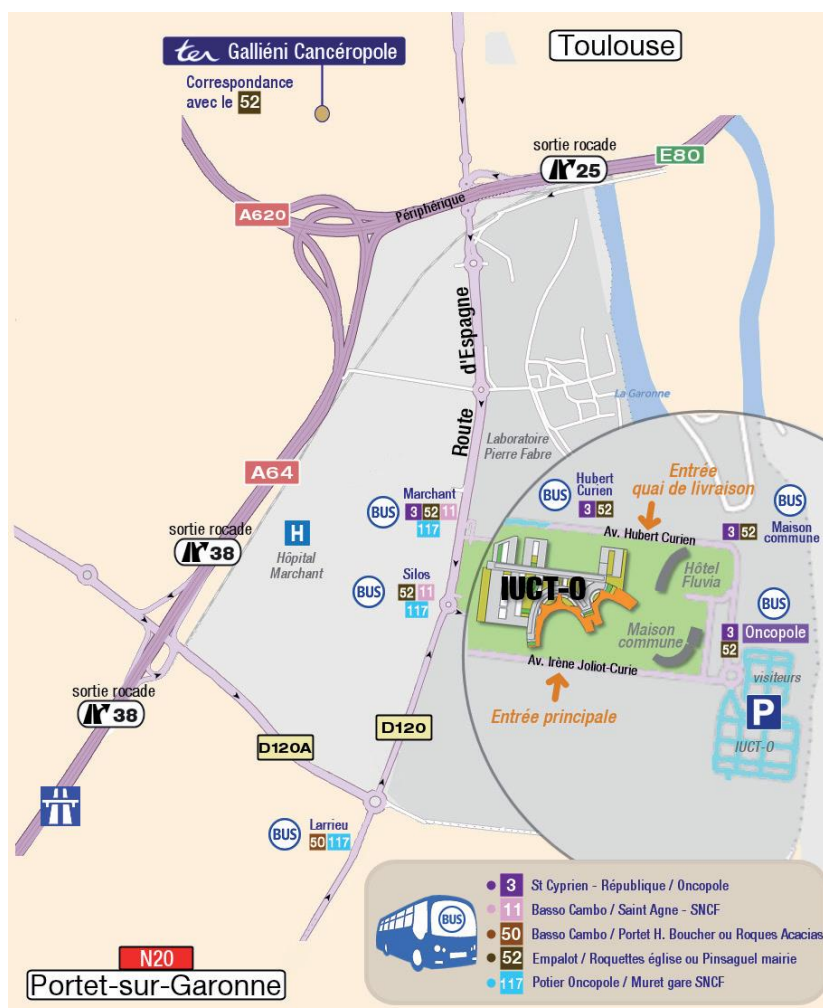 ter Galliéni Cancéropole
Correspondance
avec le 52
Toulouse
sortie rocade
25
E80
A620
Périphérique
Route d'Espagne
La Garonne
Laboratoire
Pierre Fabre
A64
sortie rocade
38
H
Hôpital
Marchant
BUS
Marchant
3 52 11
117
BUS
Silos
52 11
117
BUS
Hubert
Curien
3 52
Entrée
quai de livraison
BUS
3 52 Maison
commune
Av. Hubert Curien
IUCT-O
Hôtel
Fluvia
Maison
commune
BUS
3 Oncopole
52
Av. Irène Joliot-Curie
Entrée principale
visiteurs
P
IUCT-O
sortie rocade
38
D120A
D120
BUS
Larrieu
50 117
BUS
3 St Cyprien - République / Oncopole
11 Basso Cambo / Saint Agne - SNCF
50 Basso Cambo / Portet H. Boucher ou Roques Acacias
52 Empalot / Roquettes église ou Pinsaguel mairie
117 Potier Oncopole / Muret gare SNCF
N20
Portet-sur-Garonne